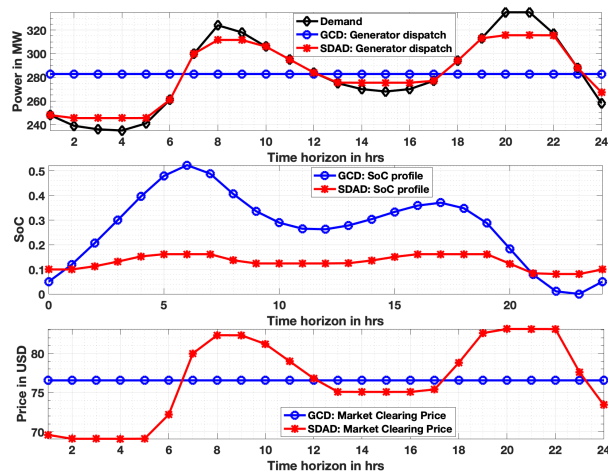 Demand
GCD: Generator dispatch
SDAD: Generator dispatch
Power in MW
320
300
280
260
240
2 4 6 8 10 12 14 16 18 20 22 24
Time horizon in hrs
GCD: SoC profile
SDAD: SoC profile
SoC
0.5
0.4
0.3
0.2
0.1
0
0 5 10 15 20
Time horizon in hrs
Price in USD
80
75
70
GCD: Market Clearing Price
SDAD: Market Clearing Price
2 4 6 8 10 12 14 16 18 20 22 24
Time horizon in hrs